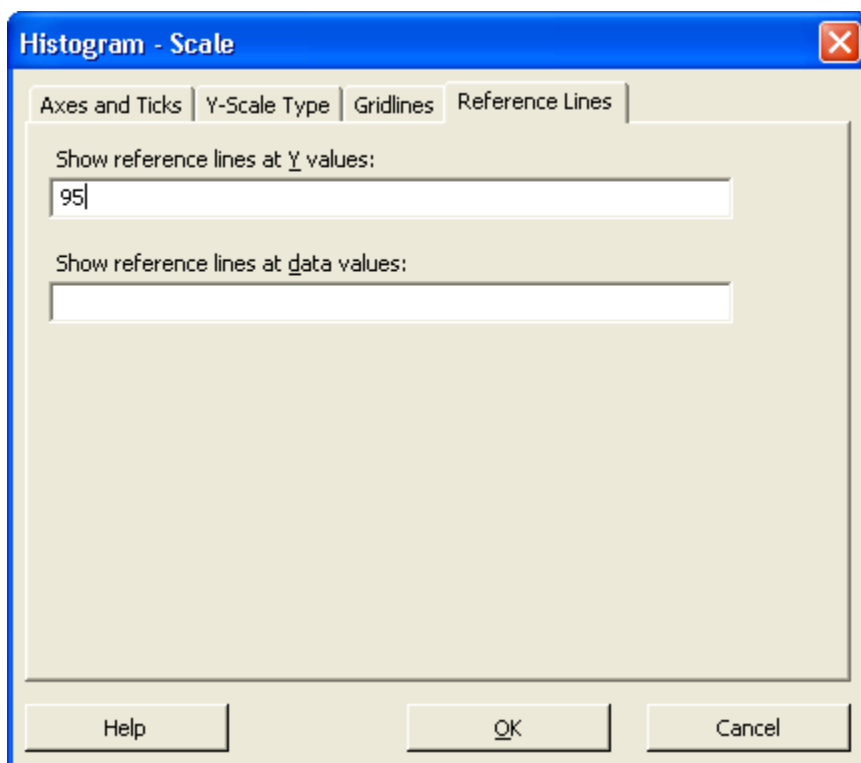 Histogram - Scale
Axes and Ticks Y-Scale Type Gridlines Reference Lines
Show reference lines at Y values:
95
Show reference lines at data values:
Help OK Cancel